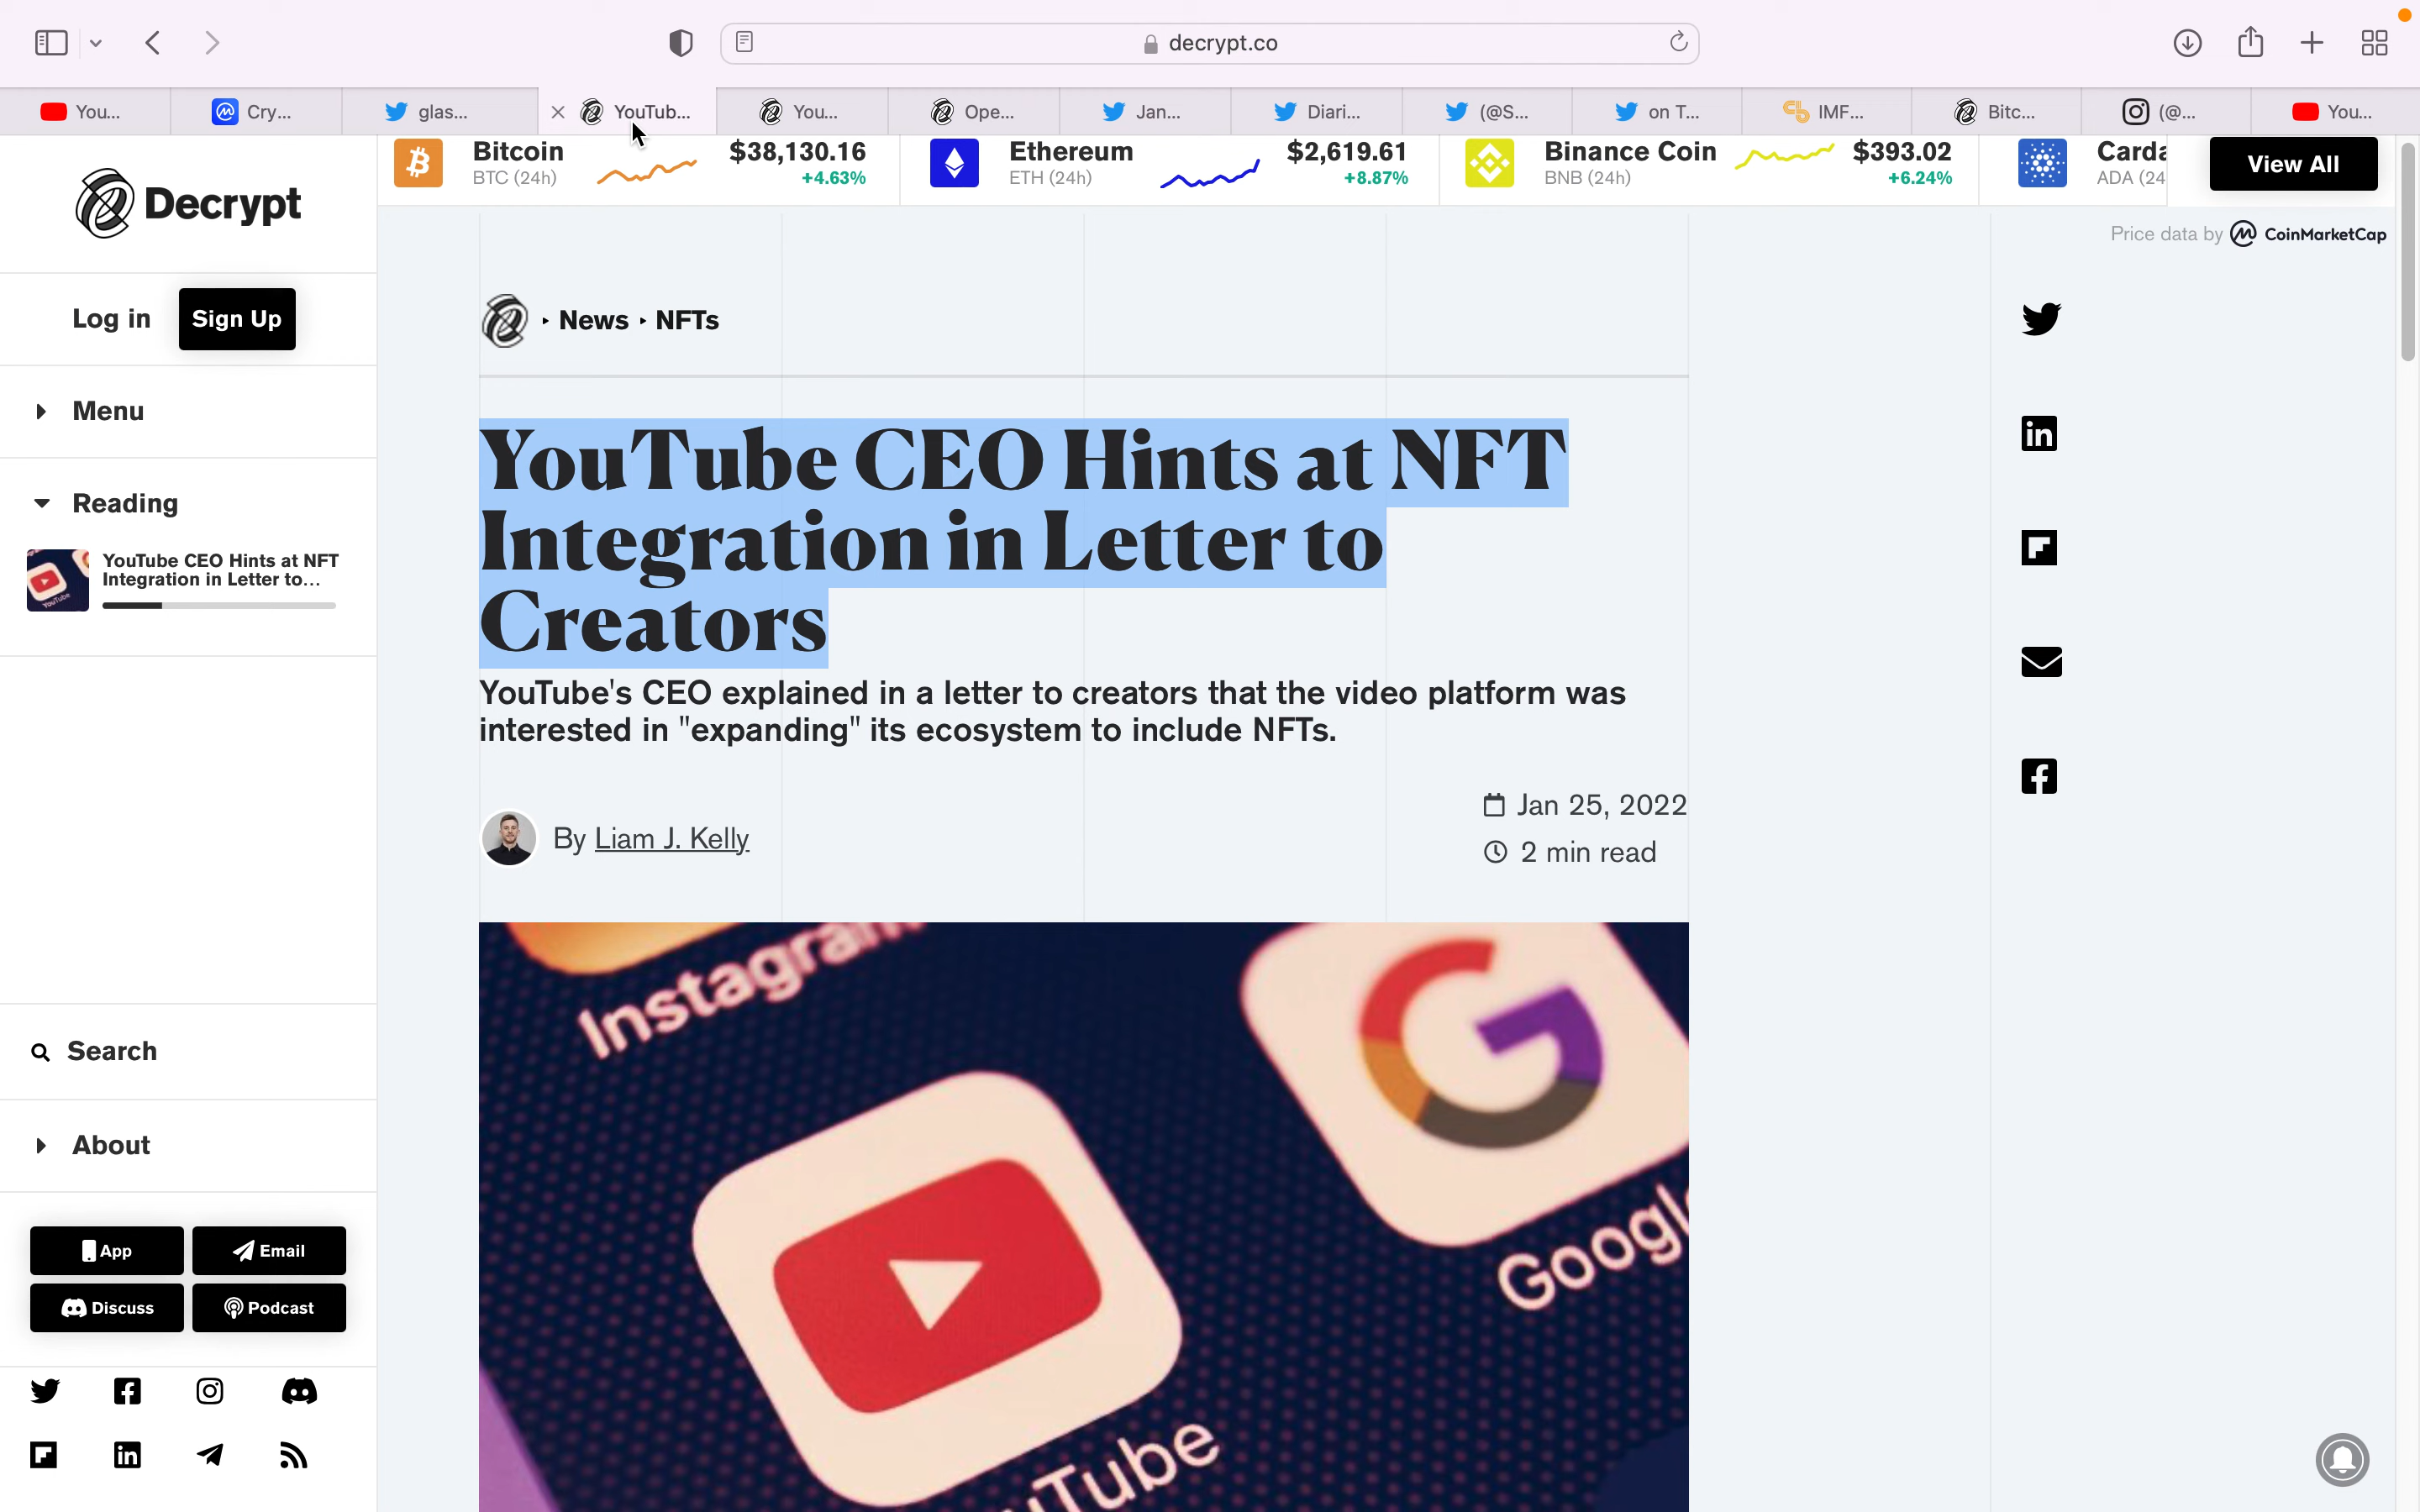 decrypt.co
You...
Cry...
glas...
YouTub...
You...
Ope...
Jan...
Diari...
(@S...
on T...
IMF...
Bitc...
(@...
You...
Bitcoin
BTC (24h)
$38,130.16
+4.63%
Ethereum
ETH (24h)
$2,619.61
+8.87%
Binance Coin
BNB (24h)
$393.02
+6.24%
Carda
ADA (24
View All
Price data by CoinMarketCap
Decrypt
Log in
Sign Up
Menu
Reading
YouTube CEO Hints at NFT
Integration in Letter to...
Search
About
App
Email
Discuss
Podcast
News
NFTs
YouTube CEO Hints at NFT
Integration in Letter to
Creators
YouTube's CEO explained in a letter to creators that the video platform was
interested in "expanding" its ecosystem to include NFTs.
By Liam J. Kelly
Jan 25, 2022
2 min read
Instagram
Google
YouTube